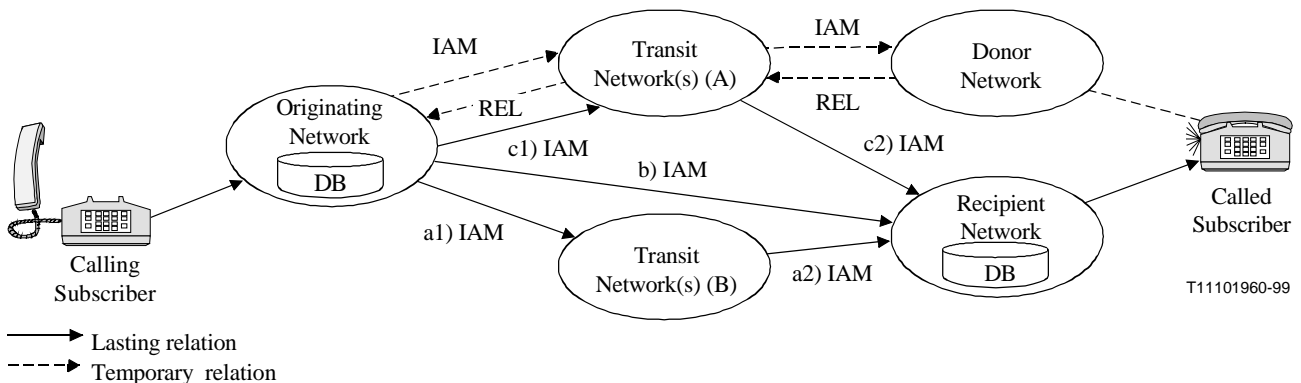 IAM
IAM
Transit
Network(s) (A)
Donor
Network
REL
REL
Originating
Network
DB
c1) IAM
c2) IAM
b) IAM
a1) IAM
Transit
Network(s) (B)
a2) IAM
Recipient
Network
DB
Called
Subscriber
Calling
Subscriber
T11101960-99
Lasting relation
Temporary relation